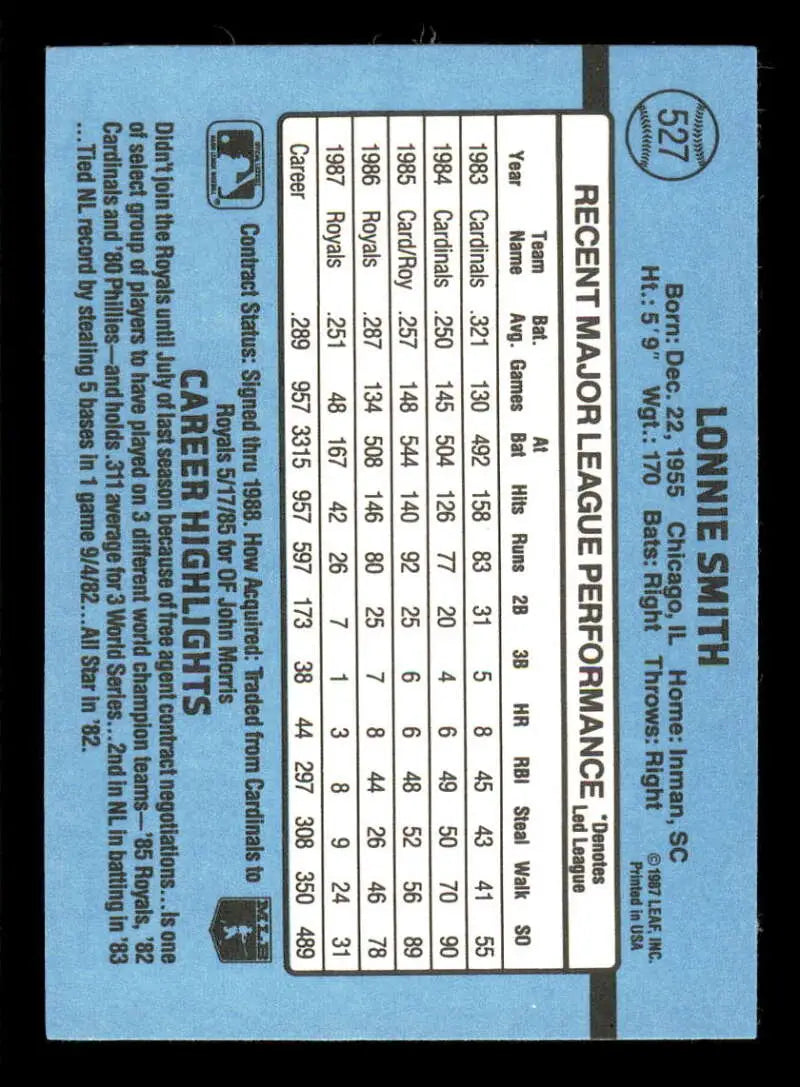 527
LONNIE SMITH
Born: Dec. 22, 1955 Chicago, IL Home: Inman, SC
Ht.: 5'9" Wgt.: 170 Bats: Right Throws: Right
© 1987 LEAF, INC.
Printed in USA
RECENT MAJOR LEAGUE PERFORMANCE
*Denotes
Led League
Year Team Name Bat. Avg. Games At Bat Hits Runs 2B 3B HR RBI Steal Walk SO
1983 Cardinals .321 130 492 158 83 31 5 8 45 43 41 55
1984 Cardinals .250 145 504 126 77 20 4 6 49 50 70 90
1985 Card/Roy .257 148 544 140 92 25 6 6 48 52 56 89
1986 Royals .287 134 508 146 80 25 7 8 44 26 46 78
1987 Royals .251 48 167 42 26 7 1 3 8 9 24 31
Career .289 957 3315 957 597 173 38 44 297 308 350 489
Contract Status: Signed thru 1988. How Acquired: Traded from Cardinals to
Royals 5/17/85 for OF John Morris
MLB
CAREER HIGHLIGHTS
Didn't join the Royals until July of last season because of free agent contract negotiations...Is one
of select group of players to have played on 3 different world champion teams—'85 Royals, '82
Cardinals and '80 Phillies—and holds .311 average for 3 World Series...2nd in NL in batting in '83
....Tied NL record by stealing 5 bases in 1 game 9/4/82....All Star in '82.